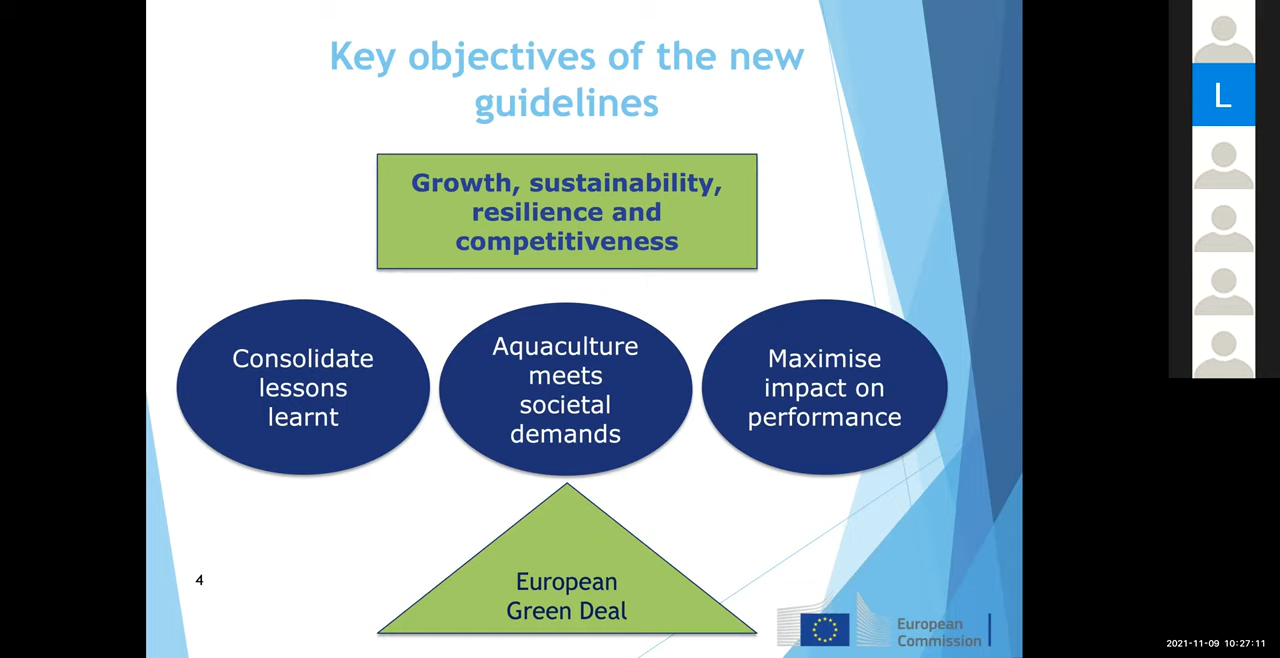 Key objectives of the new
guidelines
Growth, sustainability,
resilience and
competitiveness
Consolidate
lessons
learnt
Aquaculture
meets
societal
demands
Maximise
impact on
performance
European
Green Deal
4
European
Commission
L
2021-11-09 10:27:11